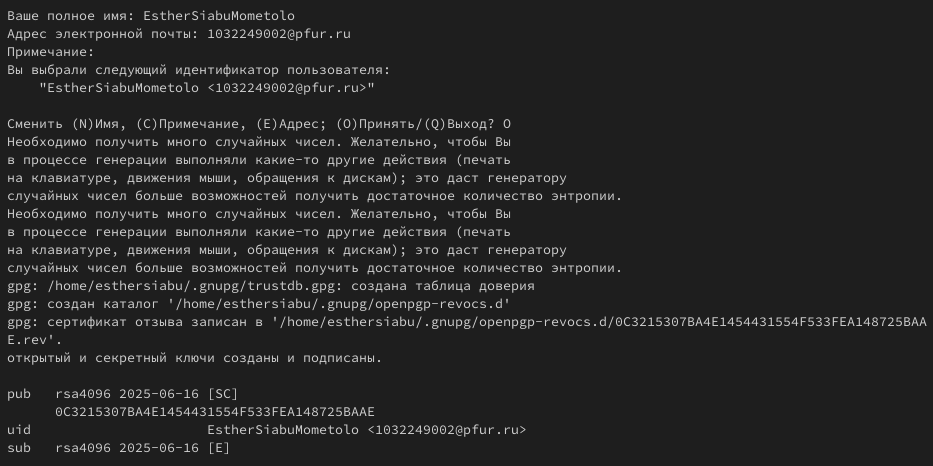 Ваше полное имя: EstherSiabuMometolo
Адрес электронной почты: 1032249002@pfur.ru
Примечание:
Вы выбрали следующий идентификатор пользователя:
    "EstherSiabuMometolo <1032249002@pfur.ru>"

Сменить (N)Имя, (C)Примечание, (E)Адрес; (O)Принять/(Q)Выход? O
Необходимо получить много случайных чисел. Желательно, чтобы Вы
в процессе генерации выполняли какие-то другие действия (печать
на клавиатуре, движения мыши, обращения к дискам); это даст генератору
случайных чисел больше возможностей получить достаточное количество энтропии.
Необходимо получить много случайных чисел. Желательно, чтобы Вы
в процессе генерации выполняли какие-то другие действия (печать
на клавиатуре, движения мыши, обращения к дискам); это даст генератору
случайных чисел больше возможностей получить достаточное количество энтропии.
gpg: /home/esthersiabu/.gnupg/trustdb.gpg: создана таблица доверия
gpg: создан каталог '/home/esthersiabu/.gnupg/openpgp-revocs.d'
gpg: сертификат отзыва записан в '/home/esthersiabu/.gnupg/openpgp-revocs.d/0C3215307BA4E1454431554F533FEA148725BAA
E.rev'.
открытый и секретный ключи созданы и подписаны.

pub   rsa4096 2025-06-16 [SC]
      0C3215307BA4E1454431554F533FEA148725BAAE
uid                      EstherSiabuMometolo <1032249002@pfur.ru>
sub   rsa4096 2025-06-16 [E]